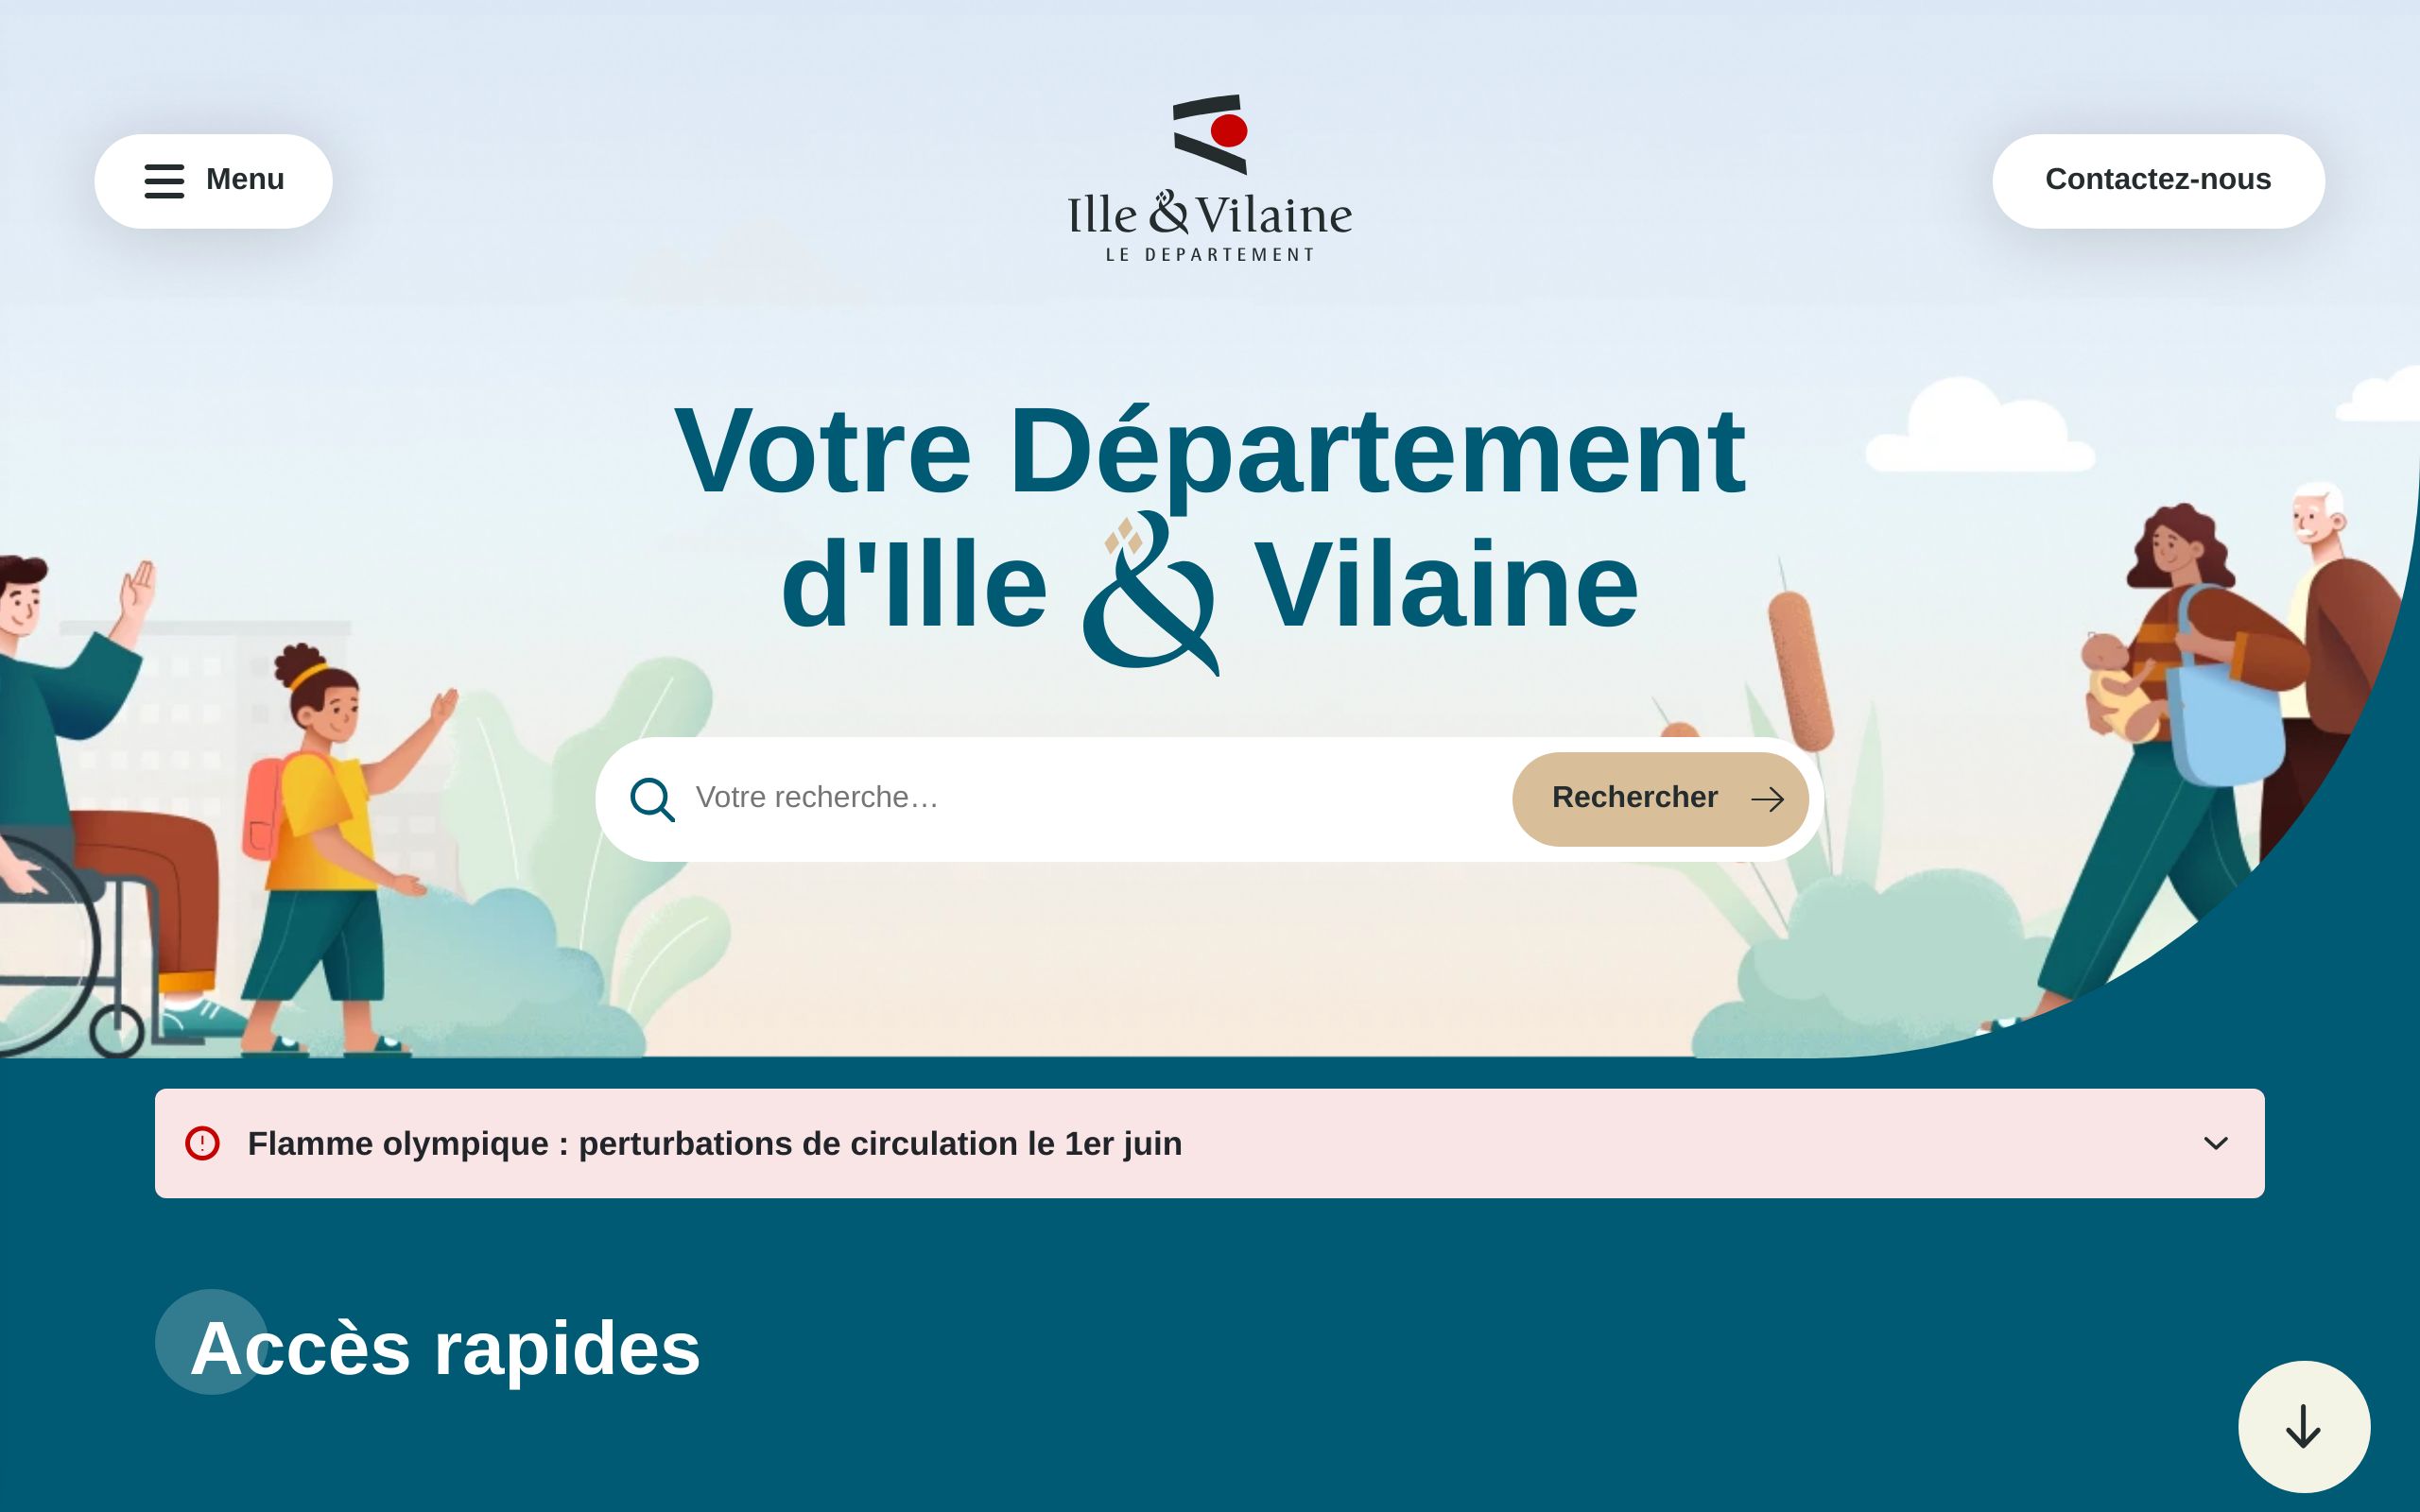 Menu
Ille & Vilaine
LE DEPARTEMENT
Contactez-nous
Votre Département
d'Ille & Vilaine
Votre recherche…
Rechercher
Flamme olympique : perturbations de circulation le 1er juin
Accès rapides